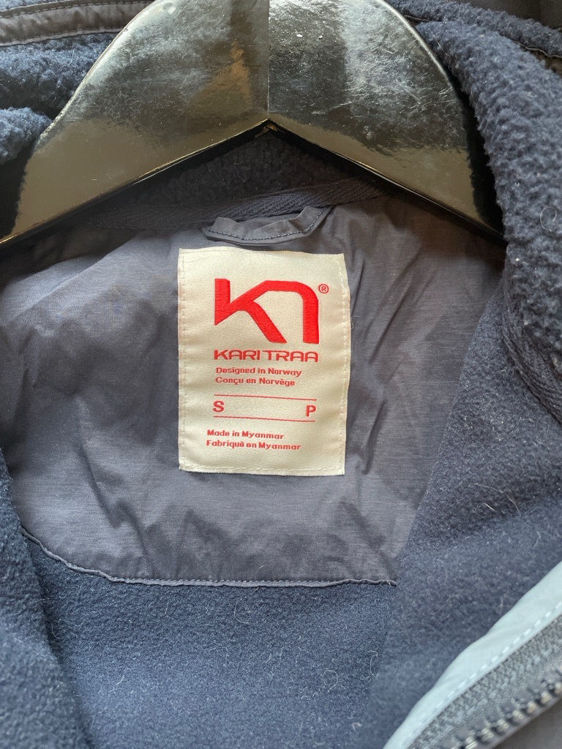 KARI TRAA
Designed in Norway
Conçu en Norvège
S P
Made in Myanmar
Fabriqué en Myanmar